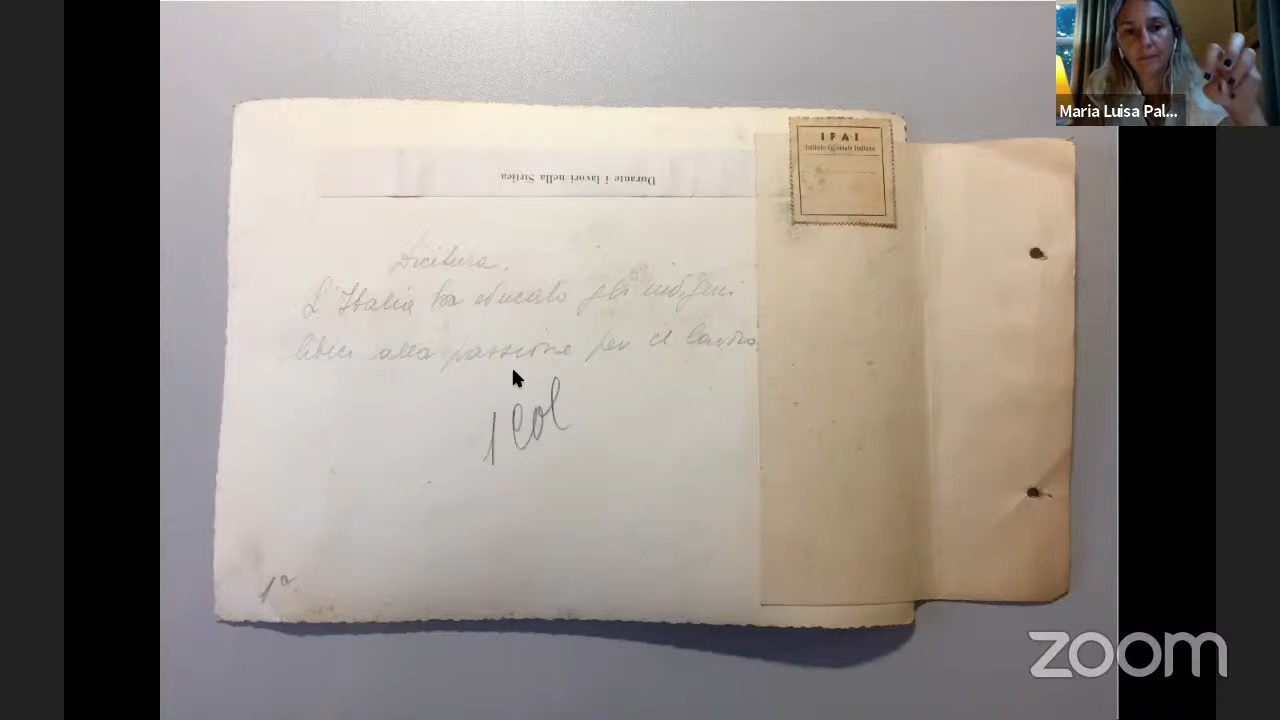 Maria Luisa Pal...
IFAI
Istituto Coloniale Italiano
Durante i lavori nella Sirtica
Dicitura.
L'Italia ha educato gli indigeni
libici alla passione per il lavoro
1 Col
1ª
zoom